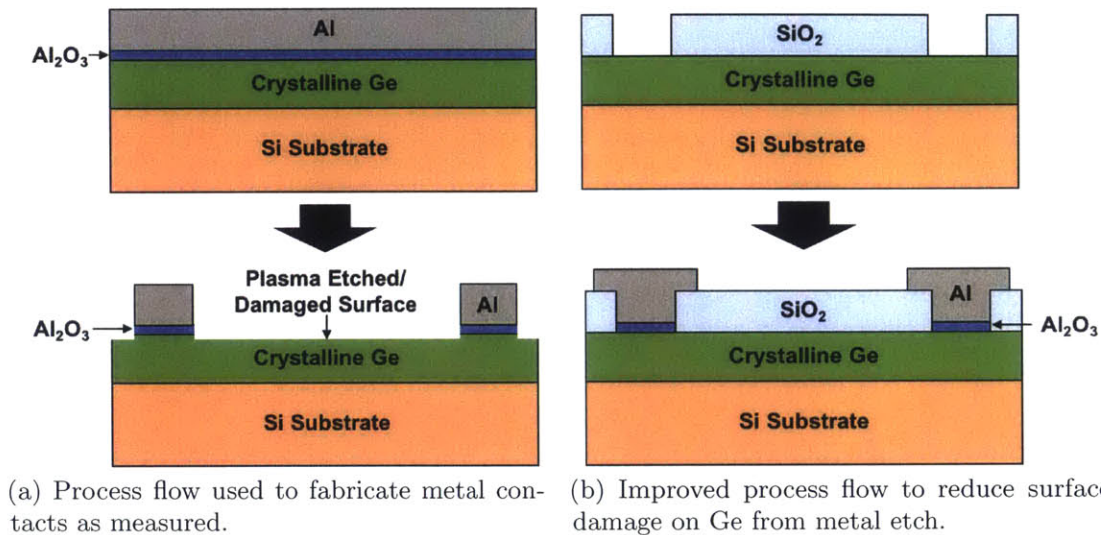 Al
Al₂O₃
Crystalline Ge
Si Substrate
Plasma Etched/
Damaged Surface
Al
Al₂O₃
Crystalline Ge
Si Substrate
(a) Process flow used to fabricate metal con-
tacts as measured.
SiO₂
Crystalline Ge
Si Substrate
Al
SiO₂
Al₂O₃
Crystalline Ge
Si Substrate
(b) Improved process flow to reduce surface
damage on Ge from metal etch.